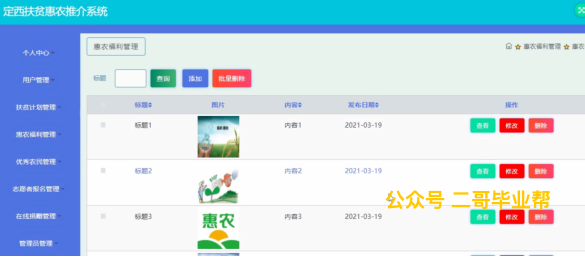 定西扶贫惠农推介系统
个人中心
用户管理
扶贫计划管理
惠农福利管理
优秀农民管理
志愿者报名管理
在线捐赠管理
管理员管理
惠农福利管理
惠农福利管理 惠农
标题 查询 添加 批量删除
标题 图片 内容 发布日期 操作
标题1 内容1 2021-03-19 查看 修改 删除
标题2 内容2 2021-03-19 查看 修改 删除
公众号 二哥毕业帮
标题3 惠农 内容3 2021-03-19 查看 修改 删除